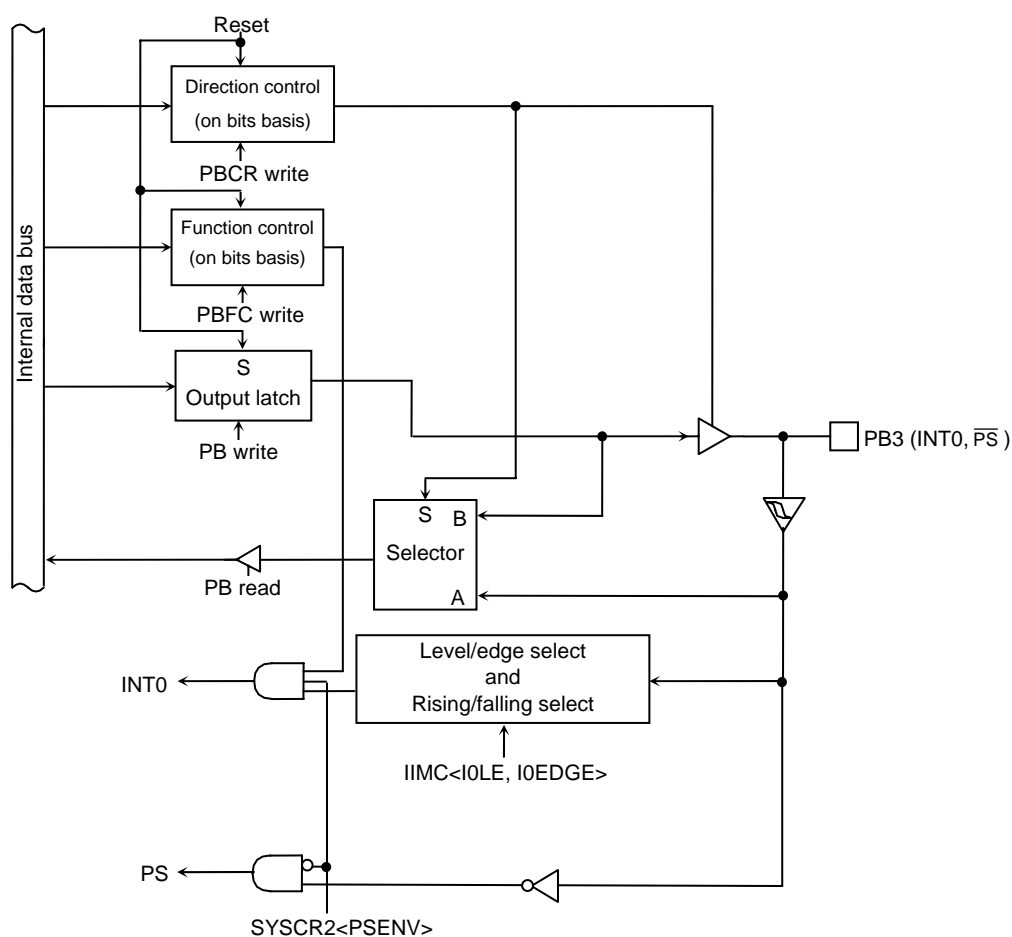 Reset
Direction control
(on bits basis)
PBCR write
Function control
(on bits basis)
PBFC write
Internal data bus
S
Output latch
PB write
PB3 (INT0, P̅S̅ )
S
B
Selector
A
PB read
Level/edge select
and
Rising/falling select
INT0
IIMC<I0LE, I0EDGE>
PS
SYSCR2<PSENV>